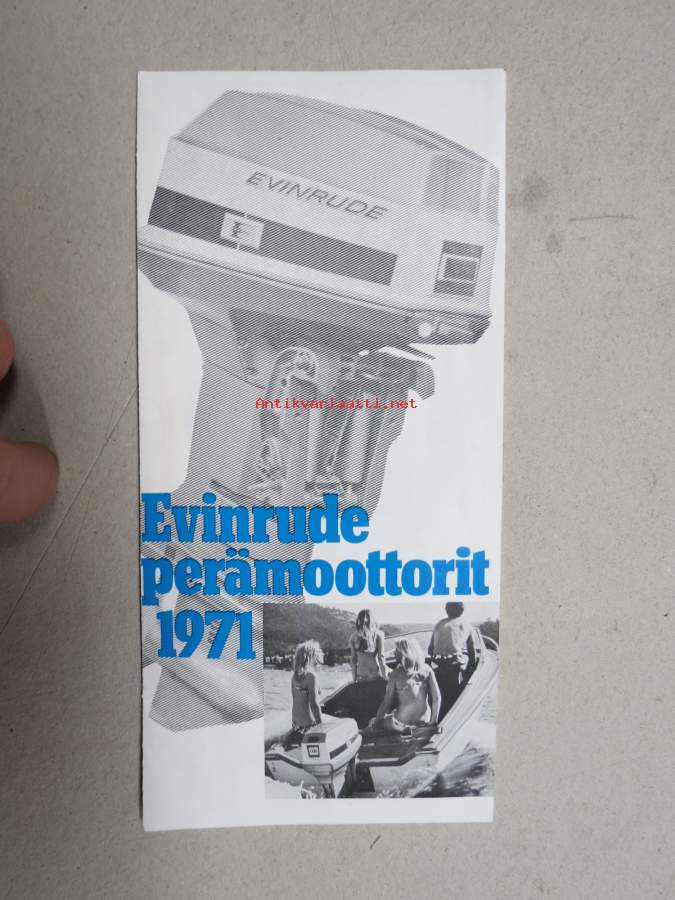 EVINRUDE
Antikvariaatti.net
Evinrude
perämoottorit
1971